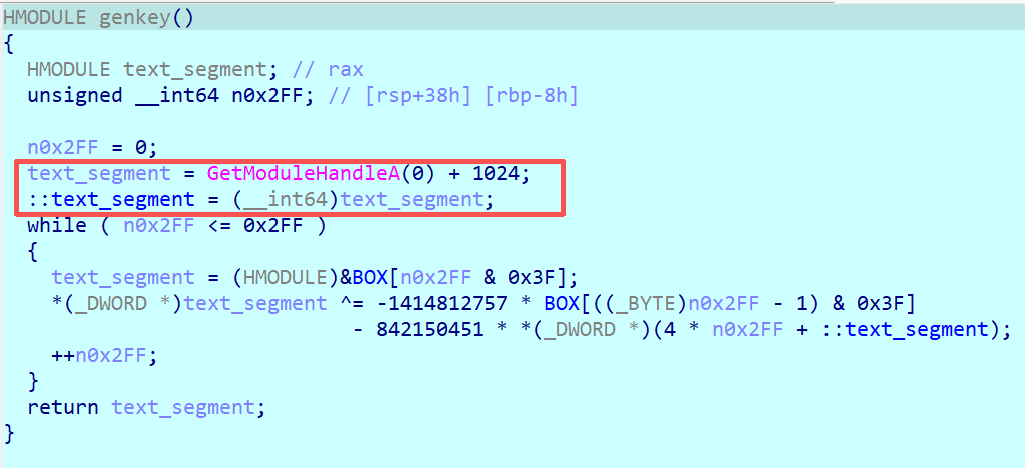 HMODULE genkey()
{
  HMODULE text_segment; // rax
  unsigned __int64 n0x2FF; // [rsp+38h] [rbp-8h]

  n0x2FF = 0;
  text_segment = GetModuleHandleA(0) + 1024;
  ::text_segment = (__int64)text_segment;
  while ( n0x2FF <= 0x2FF )
  {
    text_segment = (HMODULE)&BOX[n0x2FF & 0x3F];
    *(_DWORD *)text_segment ^= -1414812757 * BOX[((_BYTE)n0x2FF - 1) & 0x3F]
                             - 842150451 * *(_DWORD *)(4 * n0x2FF + ::text_segment);
    ++n0x2FF;
  }
  return text_segment;
}